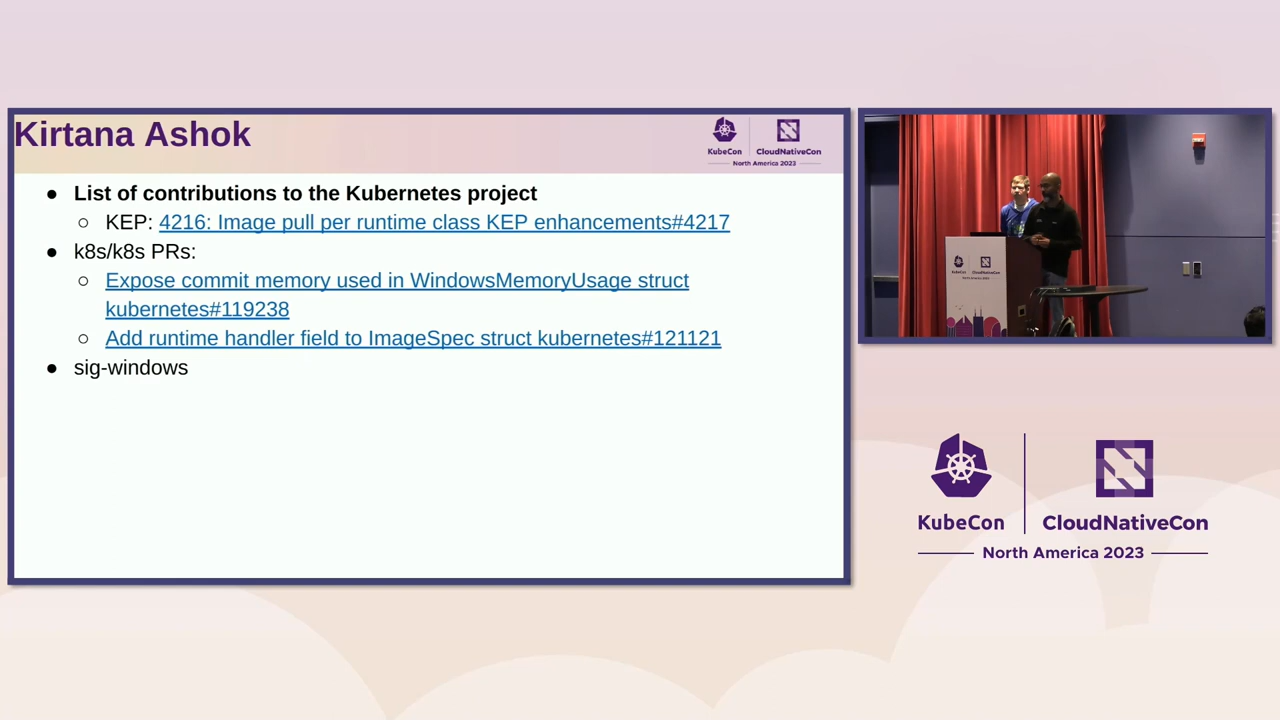 Kirtana Ashok
KubeCon
CloudNativeCon
North America 2023
● List of contributions to the Kubernetes project
○ KEP: 4216: Image pull per runtime class KEP enhancements#4217
● k8s/k8s PRs:
○ Expose commit memory used in WindowsMemoryUsage struct
kubernetes#119238
○ Add runtime handler field to ImageSpec struct kubernetes#121121
● sig-windows
KubeCon
CloudNativeCon
North America 2023